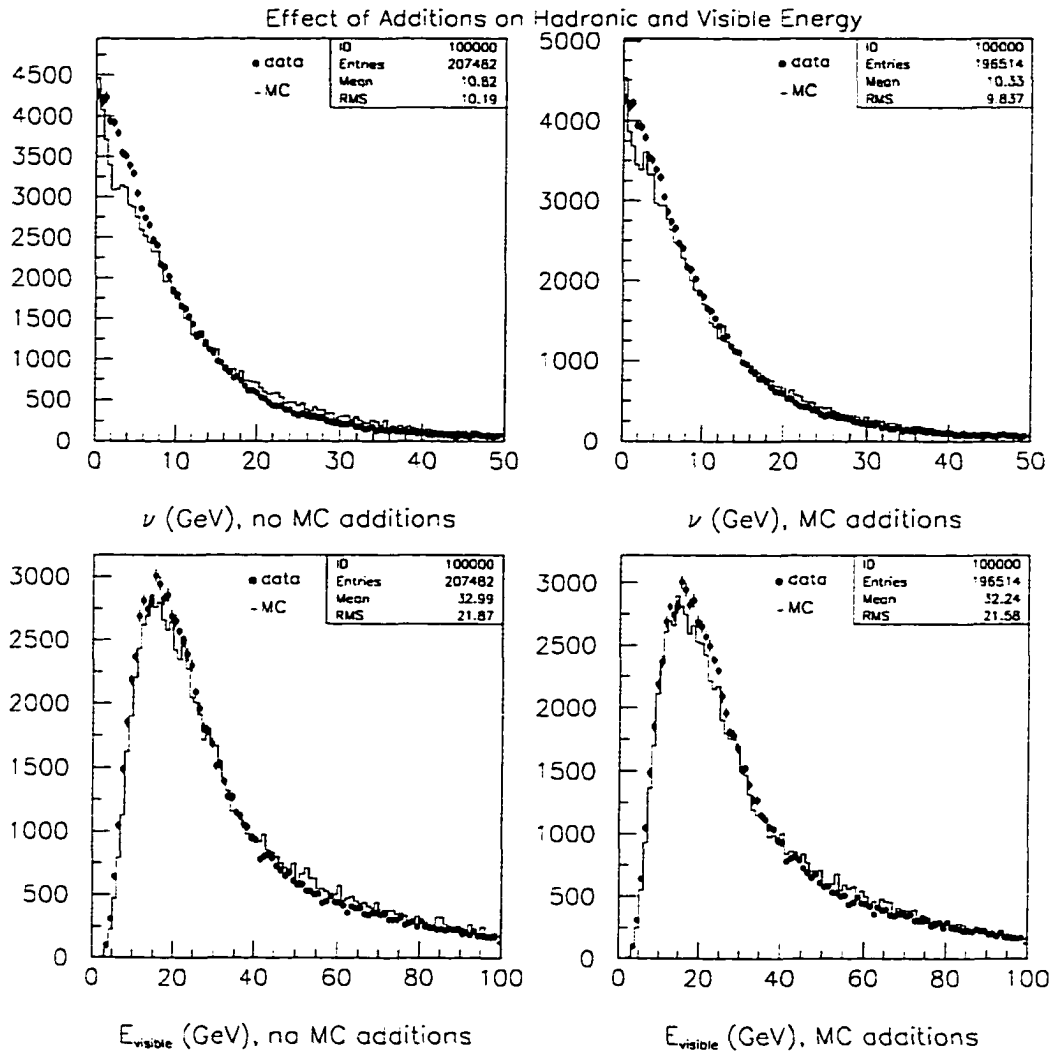 Effect of Additions on Hadronic and Visible Energy
ID 100000
Entries 207482
Mean 10.82
RMS 10.19
data
MC
4500
4000
3500
3000
2500
2000
1500
1000
500
0
0 10 20 30 40 50
ν (GeV), no MC additions
ID 100000
Entries 196514
Mean 10.33
RMS 9.837
data
MC
5000
4500
4000
3500
3000
2500
2000
1500
1000
500
0
0 10 20 30 40 50
ν (GeV), MC additions
ID 100000
Entries 207482
Mean 32.99
RMS 21.87
data
MC
3000
2500
2000
1500
1000
500
0
0 20 40 60 80 100
E_visible (GeV), no MC additions
ID 100000
Entries 196514
Mean 32.24
RMS 21.58
data
MC
3000
2500
2000
1500
1000
500
0
0 20 40 60 80 100
E_visible (GeV), MC additions